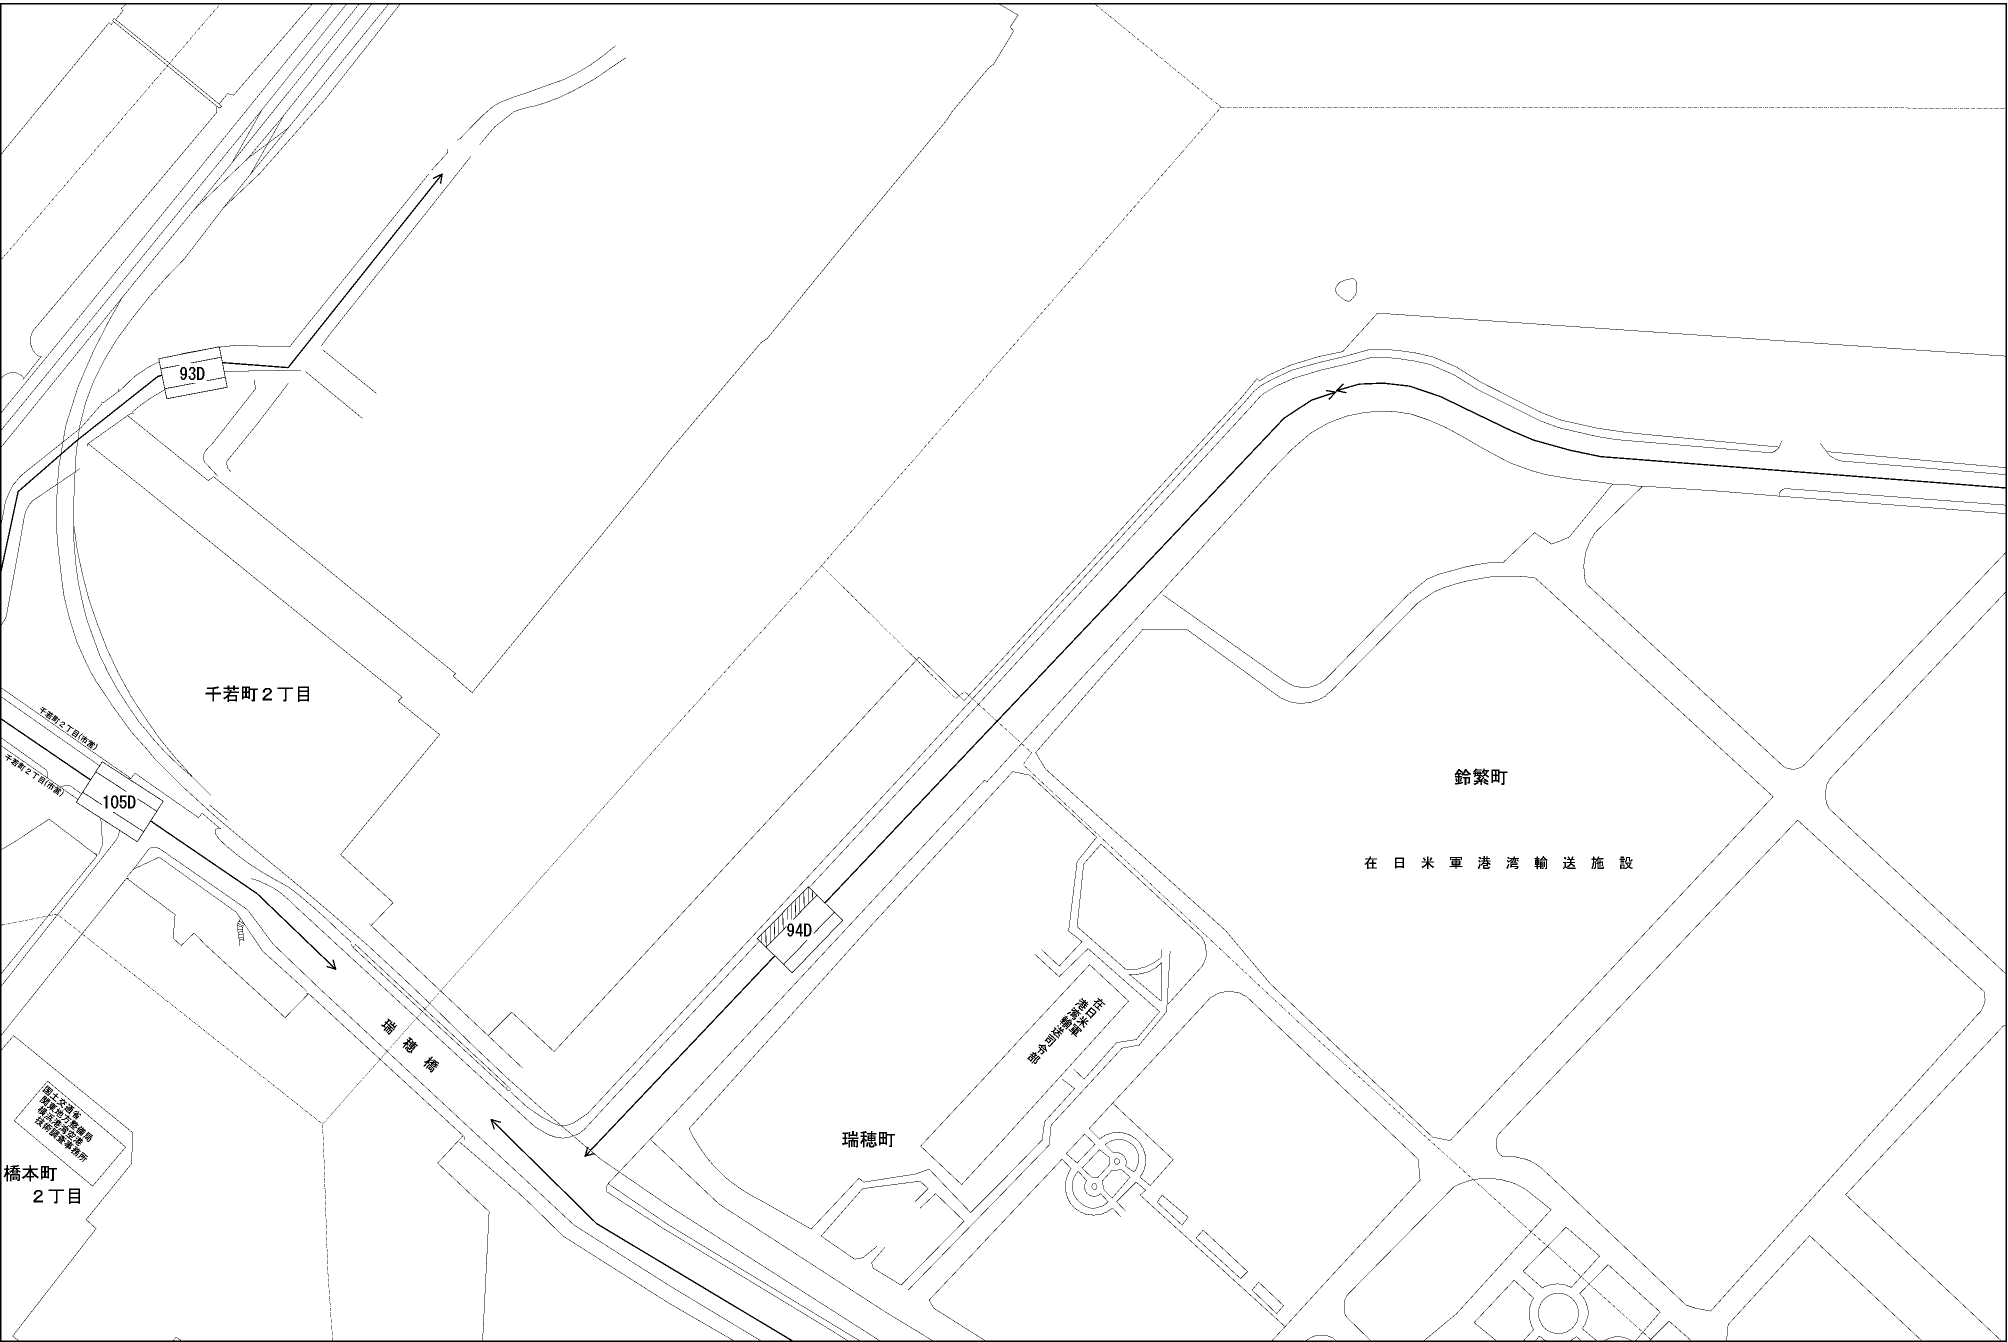 93D
千若町２丁目
千若町２丁目(市営)
千若町２丁目(市営)
105D
鈴繁町
在日米軍港湾輸送施設
94D
在日米軍
港湾輸送司令部
瑞穂橋
国土交通省
関東地方整備局
横浜港湾空港
技術調査事務所
瑞穂町
橋本町
２丁目